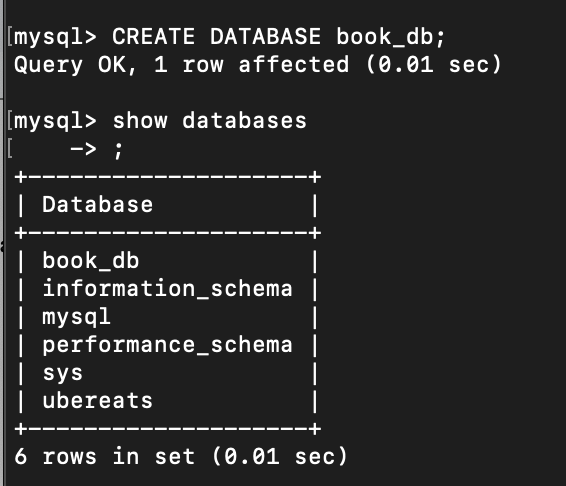 [mysql> CREATE DATABASE book_db;
Query OK, 1 row affected (0.01 sec)
[mysql> show databases
[    -> ;
+--------------------+
| Database           |
+--------------------+
| book_db            |
| information_schema |
| mysql              |
| performance_schema |
| sys                |
| ubereats           |
+--------------------+
6 rows in set (0.01 sec)